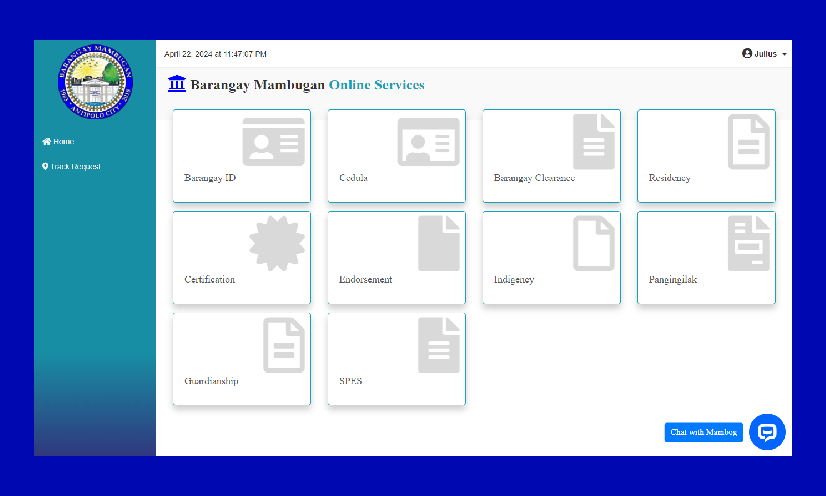 BARANGAY MAMBUGAN
ANTIPOLO CITY
April 22, 2024 at 11:47:07 PM
Julius
Barangay Mambugan Online Services
Home
Track Request
Barangay ID
Cedula
Barangay Clearance
Residency
Certification
Endorsement
Indigency
Pangingilak
Guardianship
SPES
Chat with Mambog